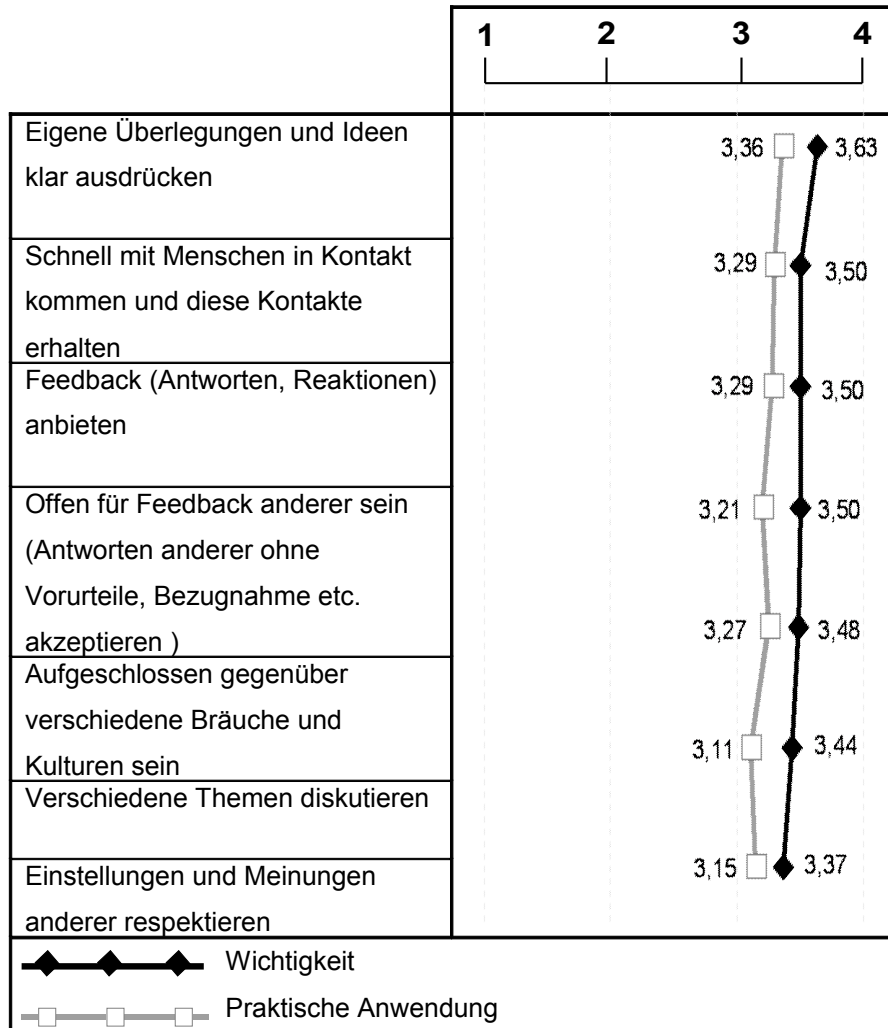 1 2 3 4
Eigene Überlegungen und Ideen
klar ausdrücken
3,36 3,63
Schnell mit Menschen in Kontakt
kommen und diese Kontakte
erhalten
3,29 3,50
Feedback (Antworten, Reaktionen)
anbieten
3,29 3,50
Offen für Feedback anderer sein
(Antworten anderer ohne
Vorurteile, Bezugnahme etc.
akzeptieren )
3,21 3,50
3,27 3,48
Aufgeschlossen gegenüber
verschiedene Bräuche und
Kulturen sein
3,11 3,44
Verschiedene Themen diskutieren
Einstellungen und Meinungen
anderer respektieren
3,15 3,37
Wichtigkeit
Praktische Anwendung